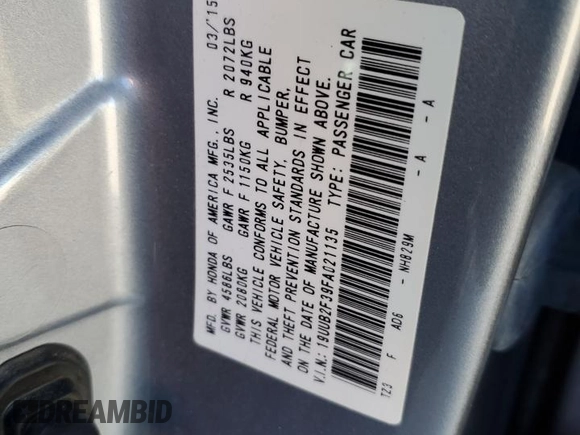 MFD. BY HONDA OF AMERICA MFG., INC. 03/'15
GVWR 4586LBS GAWR F 2535LBS R 2072LBS
GVWR 2080KG GAWR F 1150KG R 940KG
THIS VEHICLE CONFORMS TO ALL APPLICABLE
FEDERAL MOTOR VEHICLE SAFETY, BUMPER,
AND THEFT PREVENTION STANDARDS IN EFFECT
ON THE DATE OF MANUFACTURE SHOWN ABOVE.
V.I.N.: 19UUB2F39FA021135 TYPE: PASSENGER CAR
TZ3 F AD6 - NH829M - A - A
DREAMBID